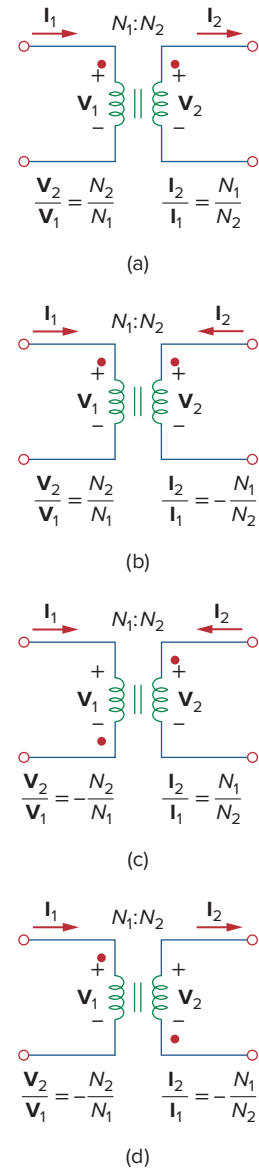 I₁ N₁:N₂ I₂
+ +
V₁ V₂
− −
V₂/V₁ = N₂/N₁ I₂/I₁ = N₁/N₂
(a)
I₁ N₁:N₂ I₂
+ +
V₁ V₂
− −
V₂/V₁ = N₂/N₁ I₂/I₁ = −N₁/N₂
(b)
I₁ N₁:N₂ I₂
+ +
V₁ V₂
− −
V₂/V₁ = −N₂/N₁ I₂/I₁ = N₁/N₂
(c)
I₁ N₁:N₂ I₂
+ +
V₁ V₂
− −
V₂/V₁ = −N₂/N₁ I₂/I₁ = −N₁/N₂
(d)